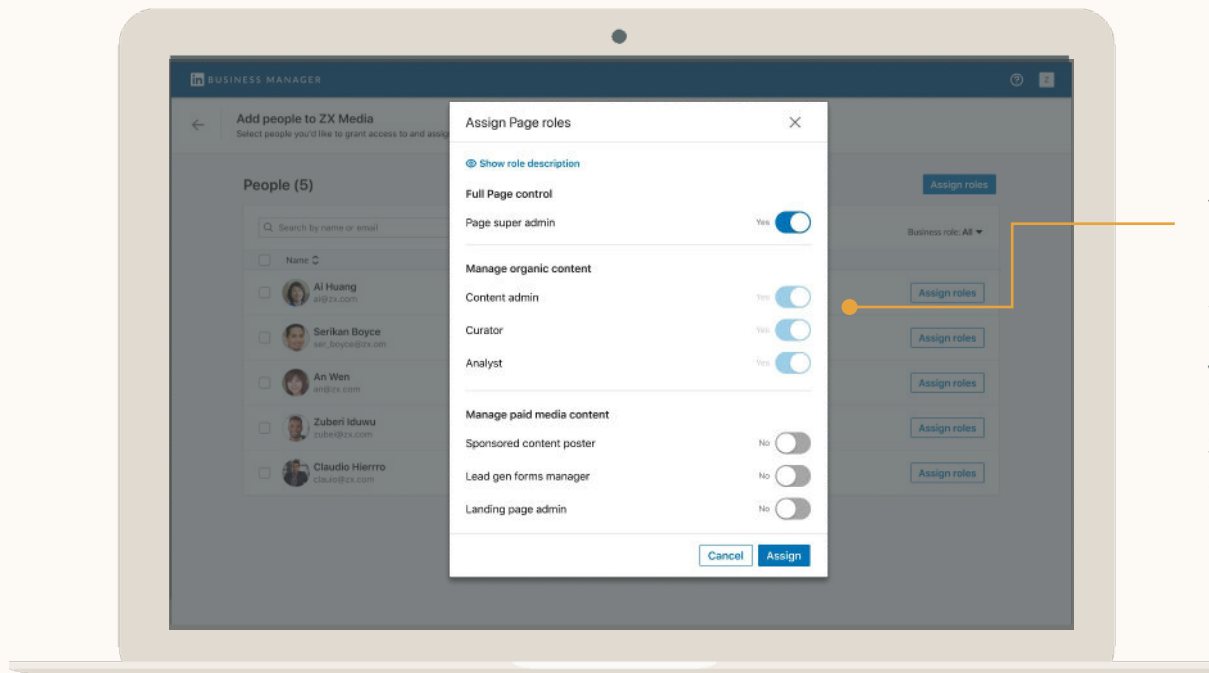 in BUSINESS MANAGER
Z
Add people to ZX Media
Select people you'd like to grant access to and assig
People (5)
Assign roles
Search by name or email
Business role: All
Name
Ai Huang
ai@zx.com
Assign roles
Serikan Boyce
ser_boyce@zx.om
Assign roles
An Wen
an@zx.com
Assign roles
Zuberi Iduwu
zubei@zx.com
Assign roles
Claudio Hierrro
clauio@zx.com
Assign roles
Assign Page roles
Show role description
Full Page control
Page super admin Yes
Manage organic content
Content admin Yes
Curator Yes
Analyst Yes
Manage paid media content
Sponsored content poster No
Lead gen forms manager No
Landing page admin No
Cancel Assign